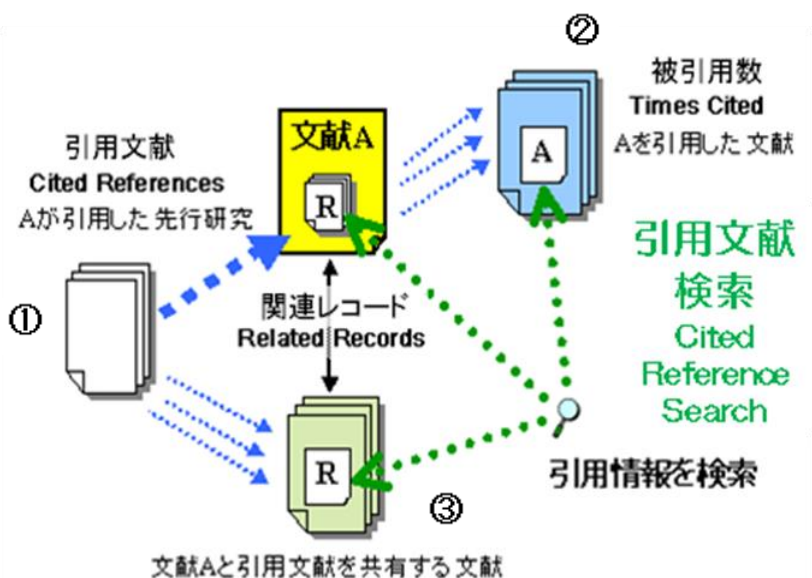 ②
被引用数
Times Cited
Aを引用した文献
文献A
R
A
引用文献
Cited References
Aが引用した先行研究
①
関連レコード
Related Records
引用文献
検索
Cited
Reference
Search
引用情報を検索
R
③
文献Aと引用文献を共有する文献